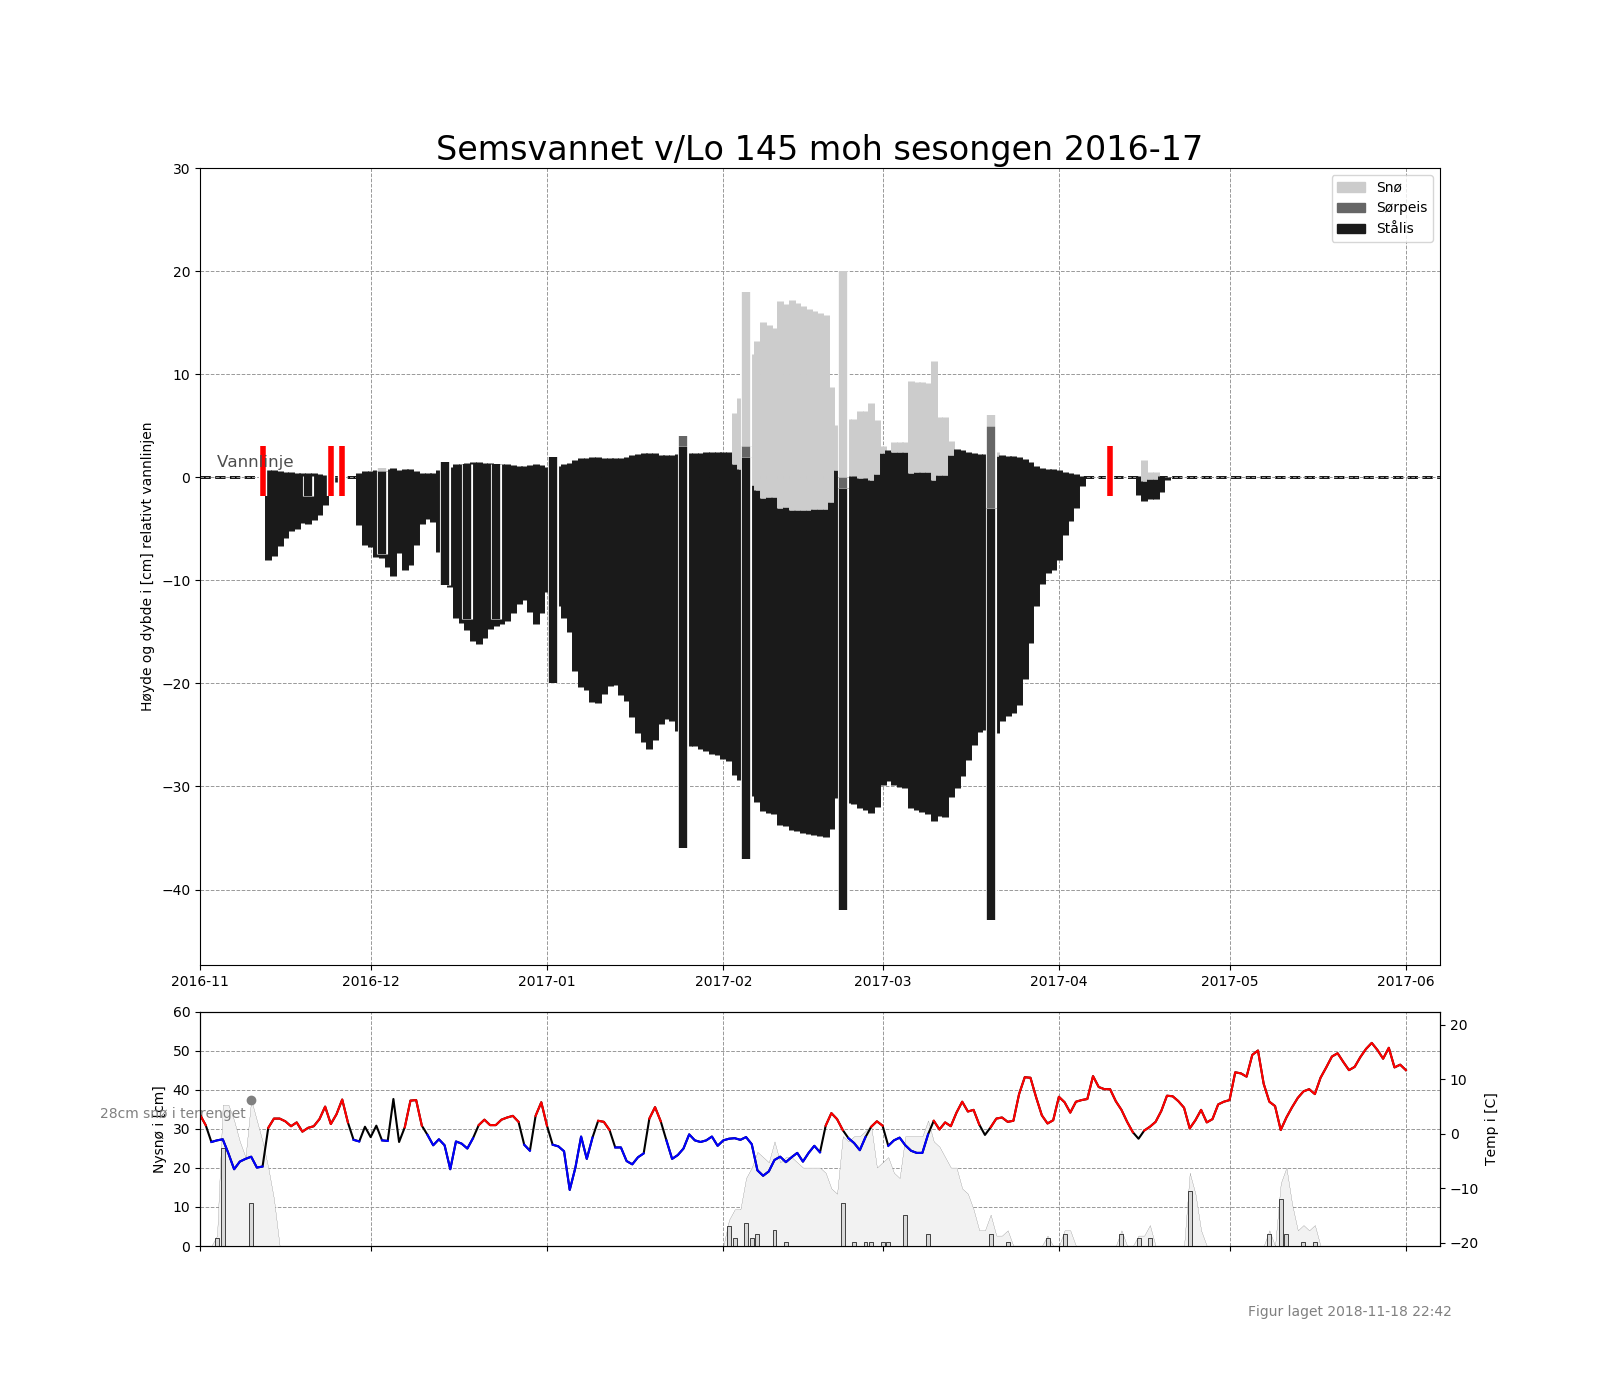 Semsvannet v/Lo 145 moh sesongen 2016-17
30
20
10
0
−10
−20
−30
−40
Høyde og dybde i [cm] relativt vannlinjen
Vannlinje
Snø
Sørpeis
Stålis
2016-11 2016-12 2017-01 2017-02 2017-03 2017-04 2017-05 2017-06
60
50
40
30
20
10
0
Nysnø i [cm]
28cm snø i terrenget
20
10
0
−10
−20
Temp i [C]
Figur laget 2018-11-18 22:42